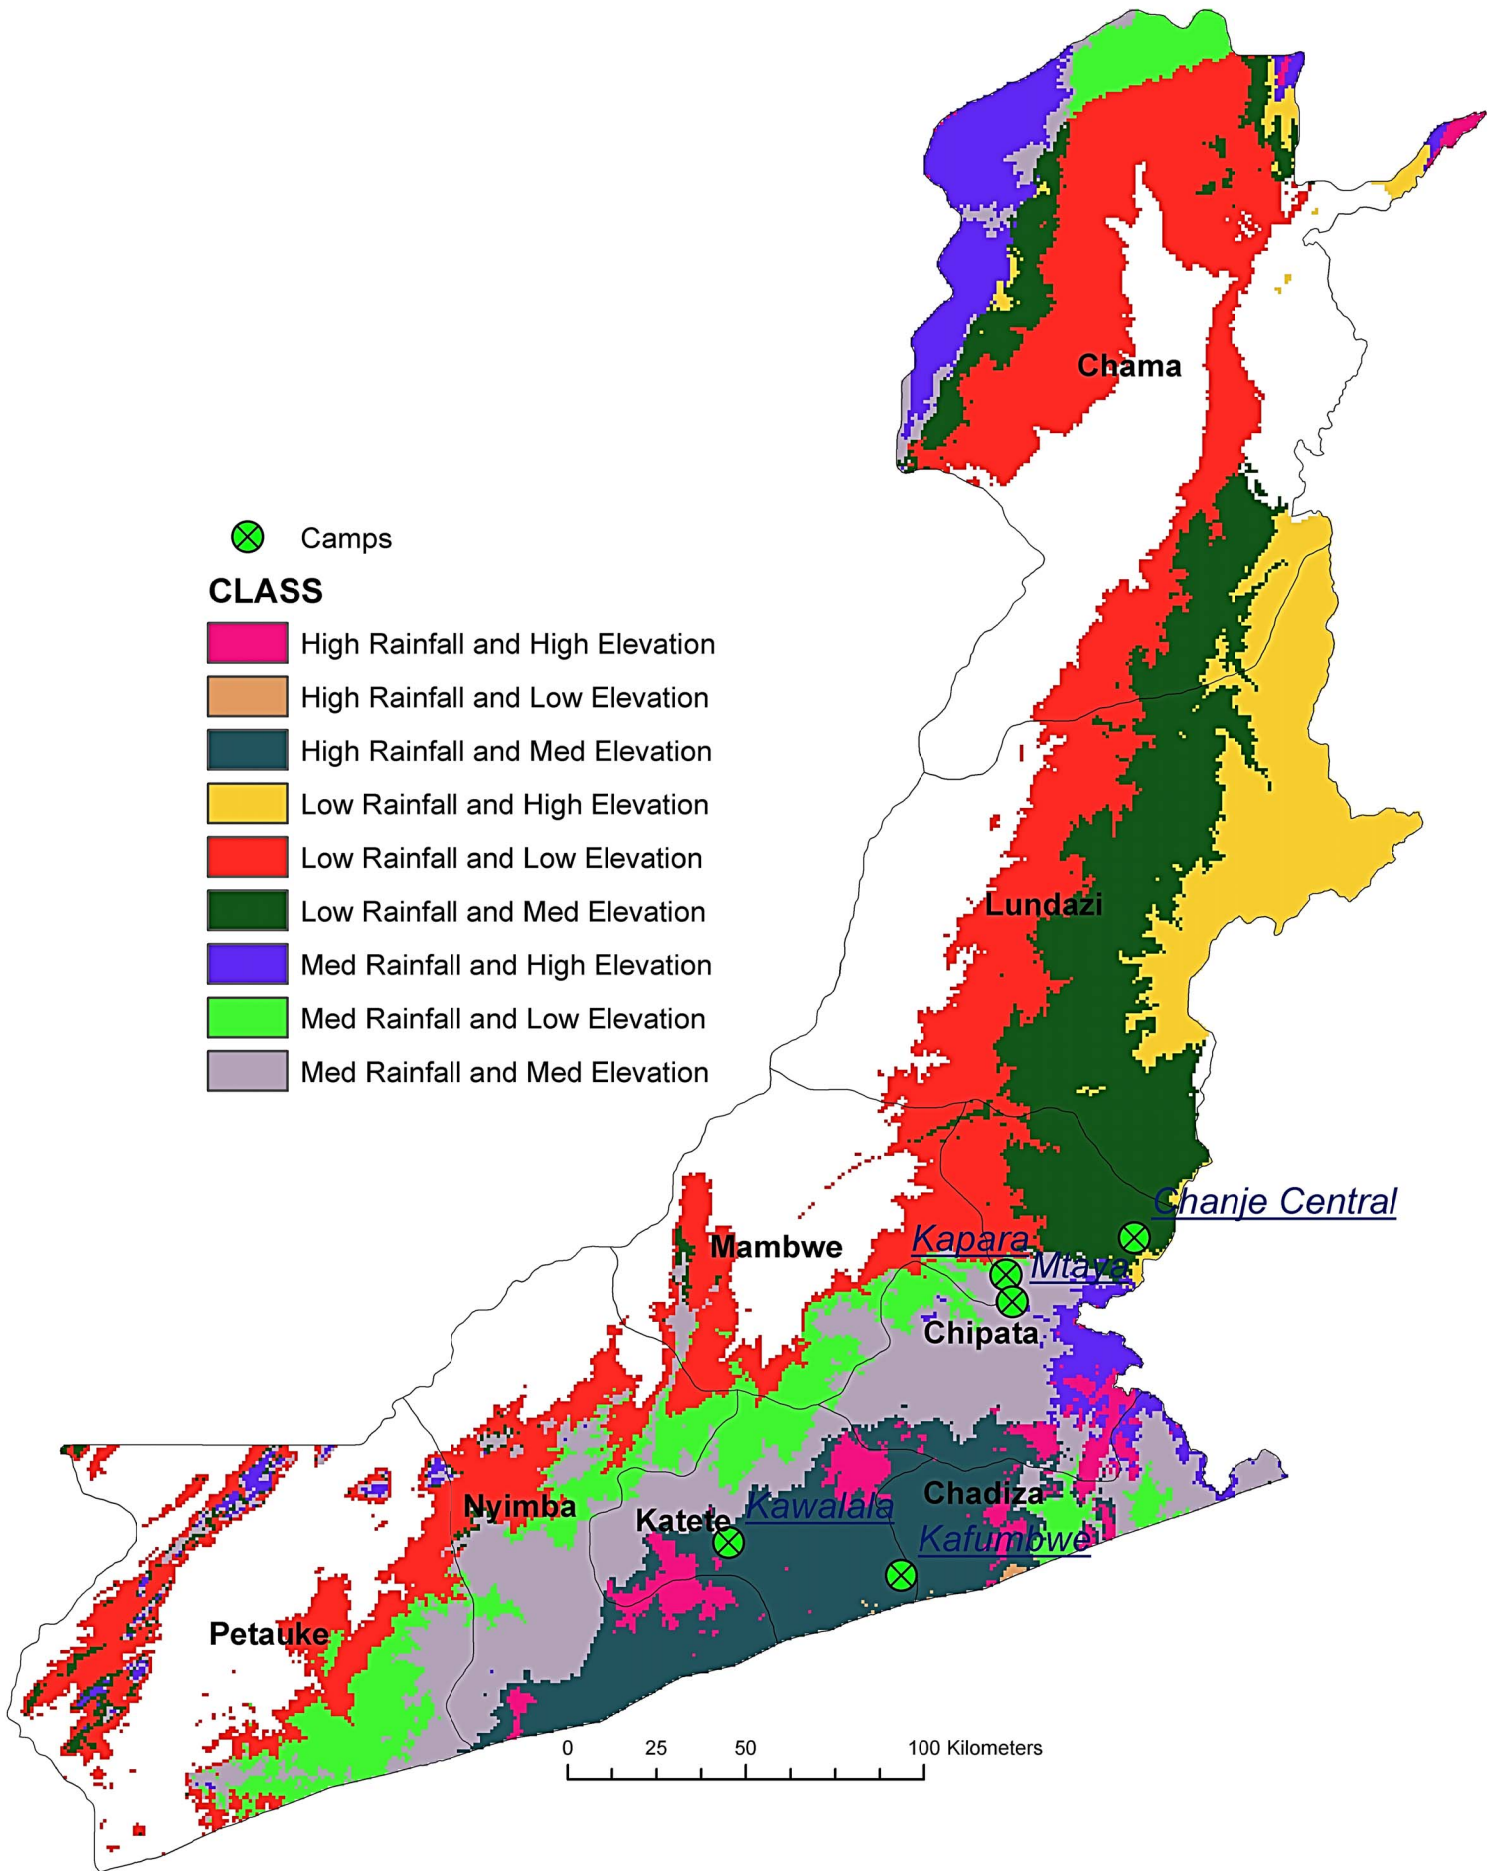 Chama
Camps
CLASS
High Rainfall and High Elevation
High Rainfall and Low Elevation
High Rainfall and Med Elevation
Low Rainfall and High Elevation
Low Rainfall and Low Elevation
Low Rainfall and Med Elevation
Med Rainfall and High Elevation
Med Rainfall and Low Elevation
Med Rainfall and Med Elevation
Lundazi
Chanje Central
Kapara
Mambwe
Mtaya
Chipata
Chadiza
Nyimba
Kawalala
Katete
Kafumbwe
Petauke
0 25 50 100 Kilometers